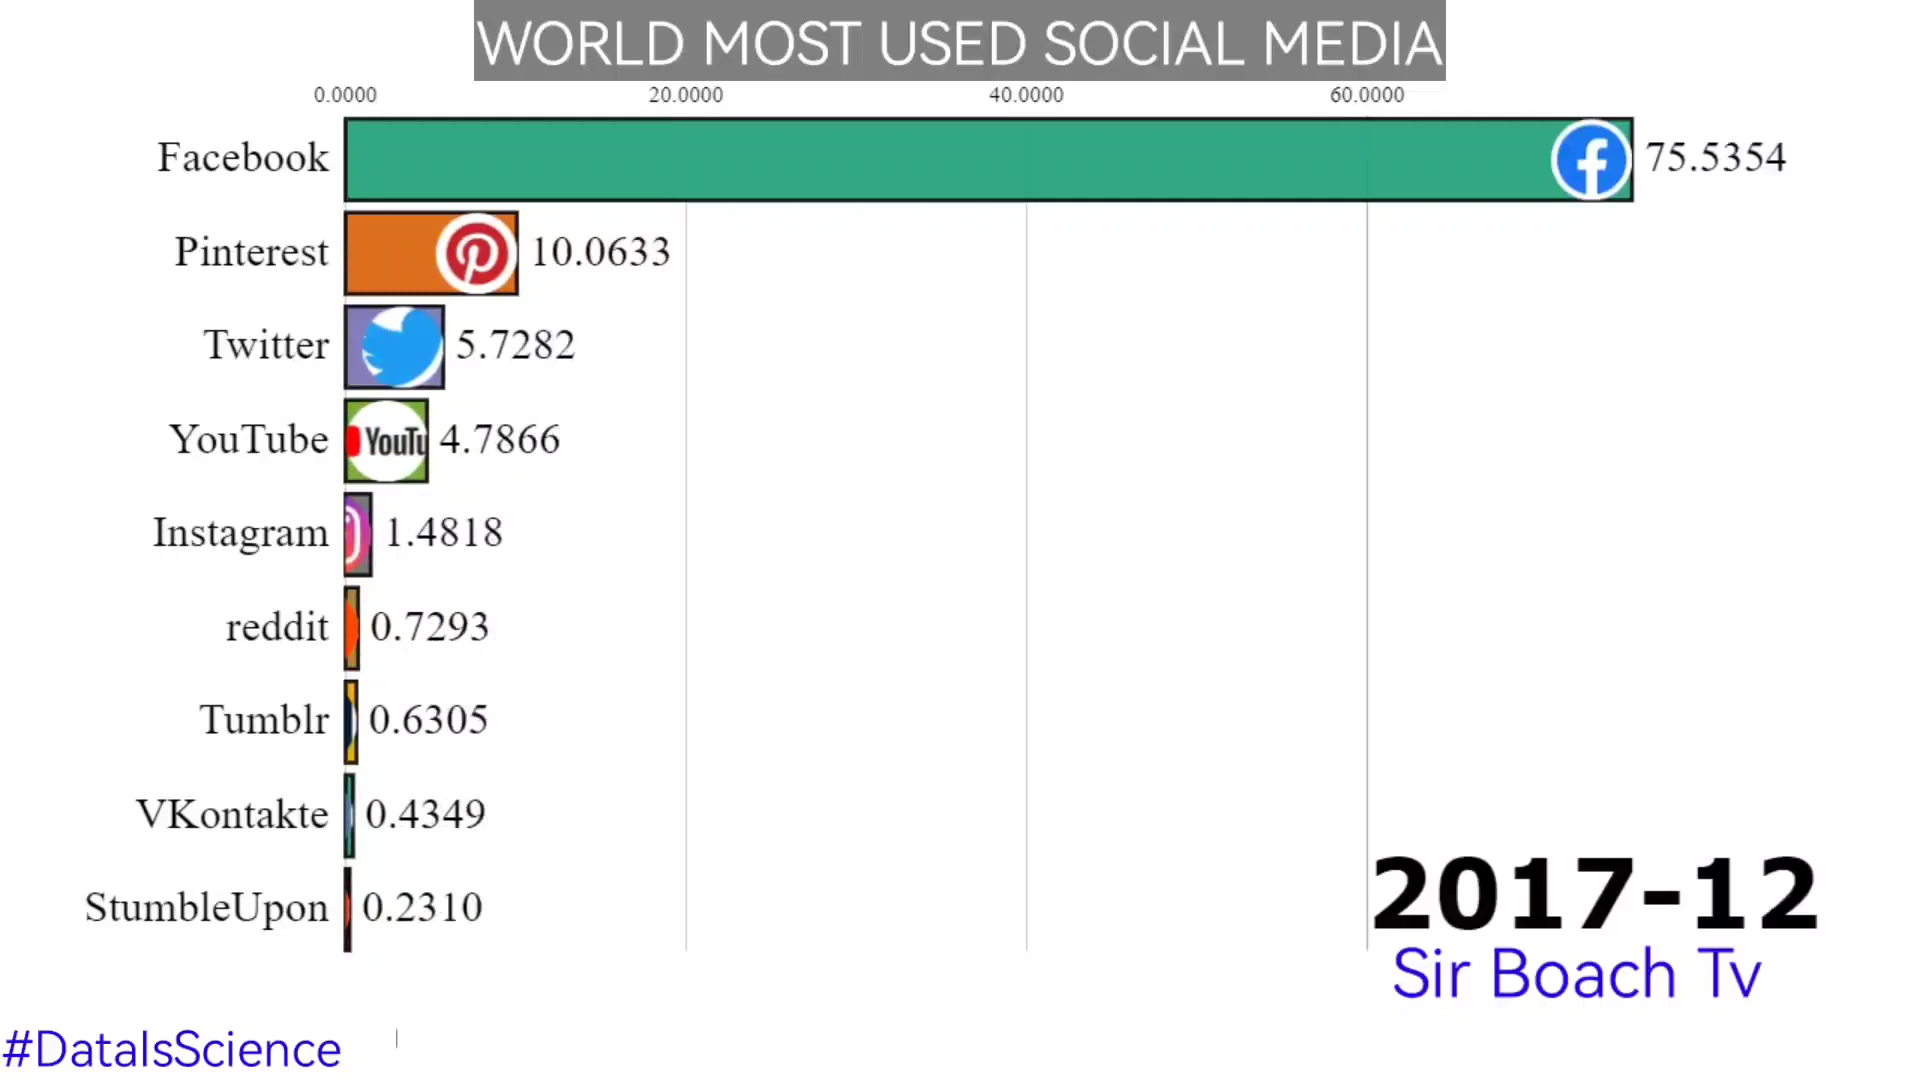 WORLD MOST USED SOCIAL MEDIA
0.0000 20.0000 40.0000 60.0000
Facebook 75.5354
Pinterest 10.0633
Twitter 5.7282
YouTube YouTu 4.7866
Instagram 1.4818
reddit 0.7293
Tumblr 0.6305
VKontakte 0.4349
StumbleUpon 0.2310
2017-12
Sir Boach Tv
#DataIsScience